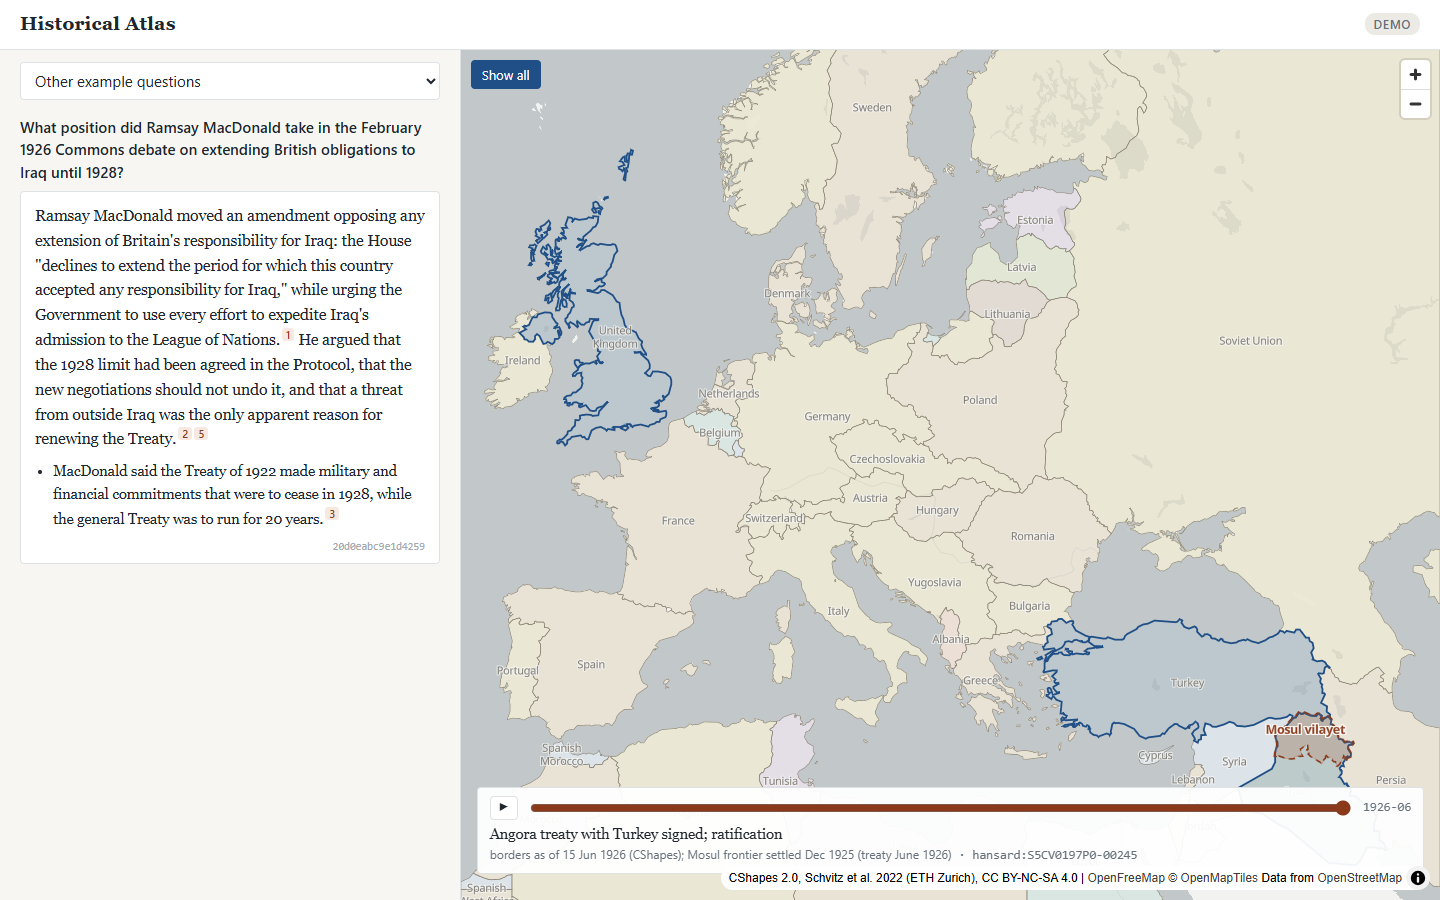 Historical Atlas
DEMO
Other example questions
What position did Ramsay MacDonald take in the February
1926 Commons debate on extending British obligations to
Iraq until 1928?
Ramsay MacDonald moved an amendment opposing any
extension of Britain's responsibility for Iraq: the House
"declines to extend the period for which this country
accepted any responsibility for Iraq," while urging the
Government to use every effort to expedite Iraq's
admission to the League of Nations. 1 He argued that
the 1928 limit had been agreed in the Protocol, that the
new negotiations should not undo it, and that a threat
from outside Iraq was the only apparent reason for
renewing the Treaty. 2 5
• MacDonald said the Treaty of 1922 made military and
financial commitments that were to cease in 1928, while
the general Treaty was to run for 20 years. 3
20d0eabc9e1d4259
Show all
+
−
Sweden
Estonia
Latvia
Denmark
Lithuania
United
Kingdom
Ireland
Soviet Union
Netherlands
Poland
Germany
Belgium
Czechoslovakia
Austria
Hungary
France
Switzerland
Romania
Yugoslavia
Bulgaria
Italy
Albania
Spain
Portugal
Greece
Turkey
Mosul vilayet
Spanish
Morocco
Cyprus
Syria
Tunisia
Lebanon
Persia
1926-06
Angora treaty with Turkey signed; ratification
borders as of 15 Jun 1926 (CShapes); Mosul frontier settled Dec 1925 (treaty June 1926) · hansard:S5CV0197P0-00245
CShapes 2.0, Schvitz et al. 2022 (ETH Zurich), CC BY-NC-SA 4.0 | OpenFreeMap © OpenMapTiles Data from OpenStreetMap
Spanish
West Africa